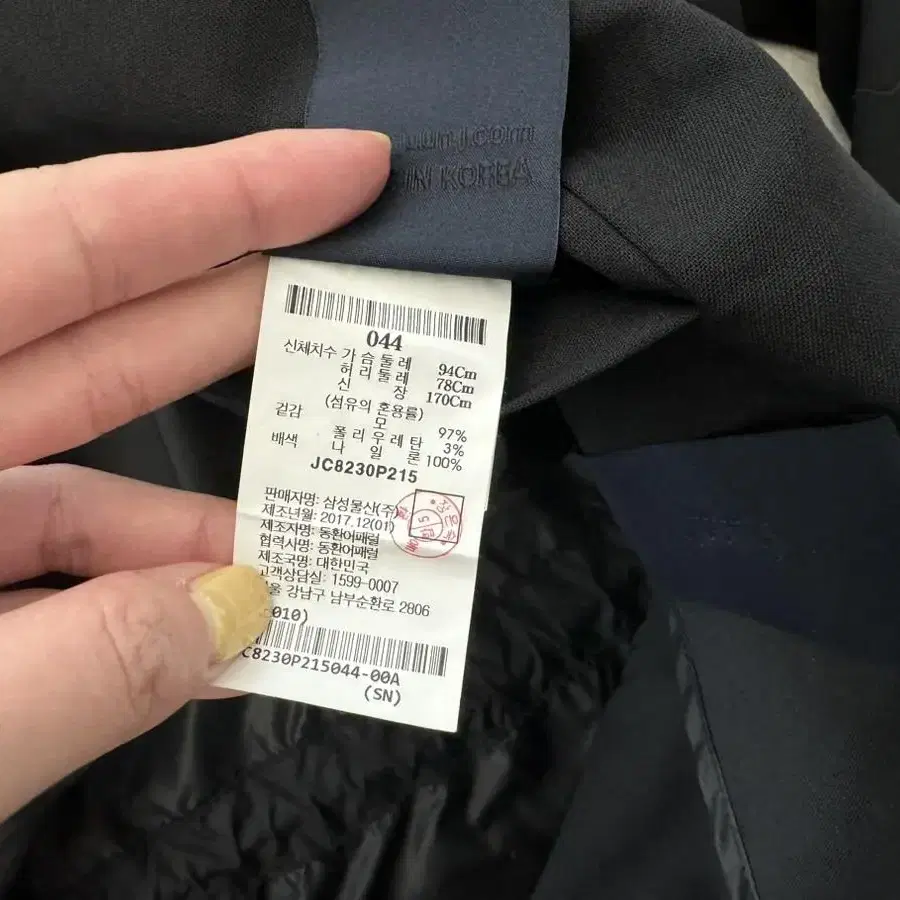 .com
IN KOREA
044
신체치수 가슴둘레 94Cm
허리둘레 78Cm
신장 170Cm
(섬유의 혼용률)
겉감 모 97%
폴리우레탄 3%
배색 나일론 100%
JC8230P215
판매자명: 삼성물산(주)
제조년월: 2017.12(01)
제조자명: 동환어패럴
협력사명: 동환어패럴
제조국명: 대한민국
고객상담실: 1599-0007
강남구 남부순환로 2806
010)
C8230P215044-00A
(SN)